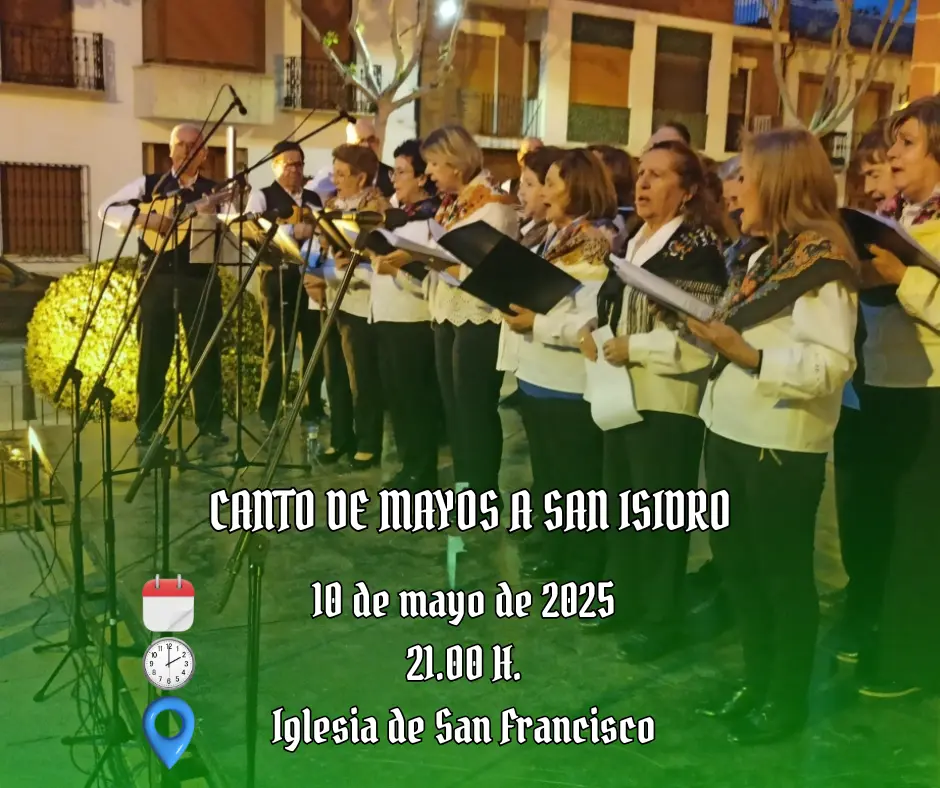 CANTO DE MAYOS A SAN ISIDRO
10 de mayo de 2025
21.00 H.
Iglesia de San Francisco